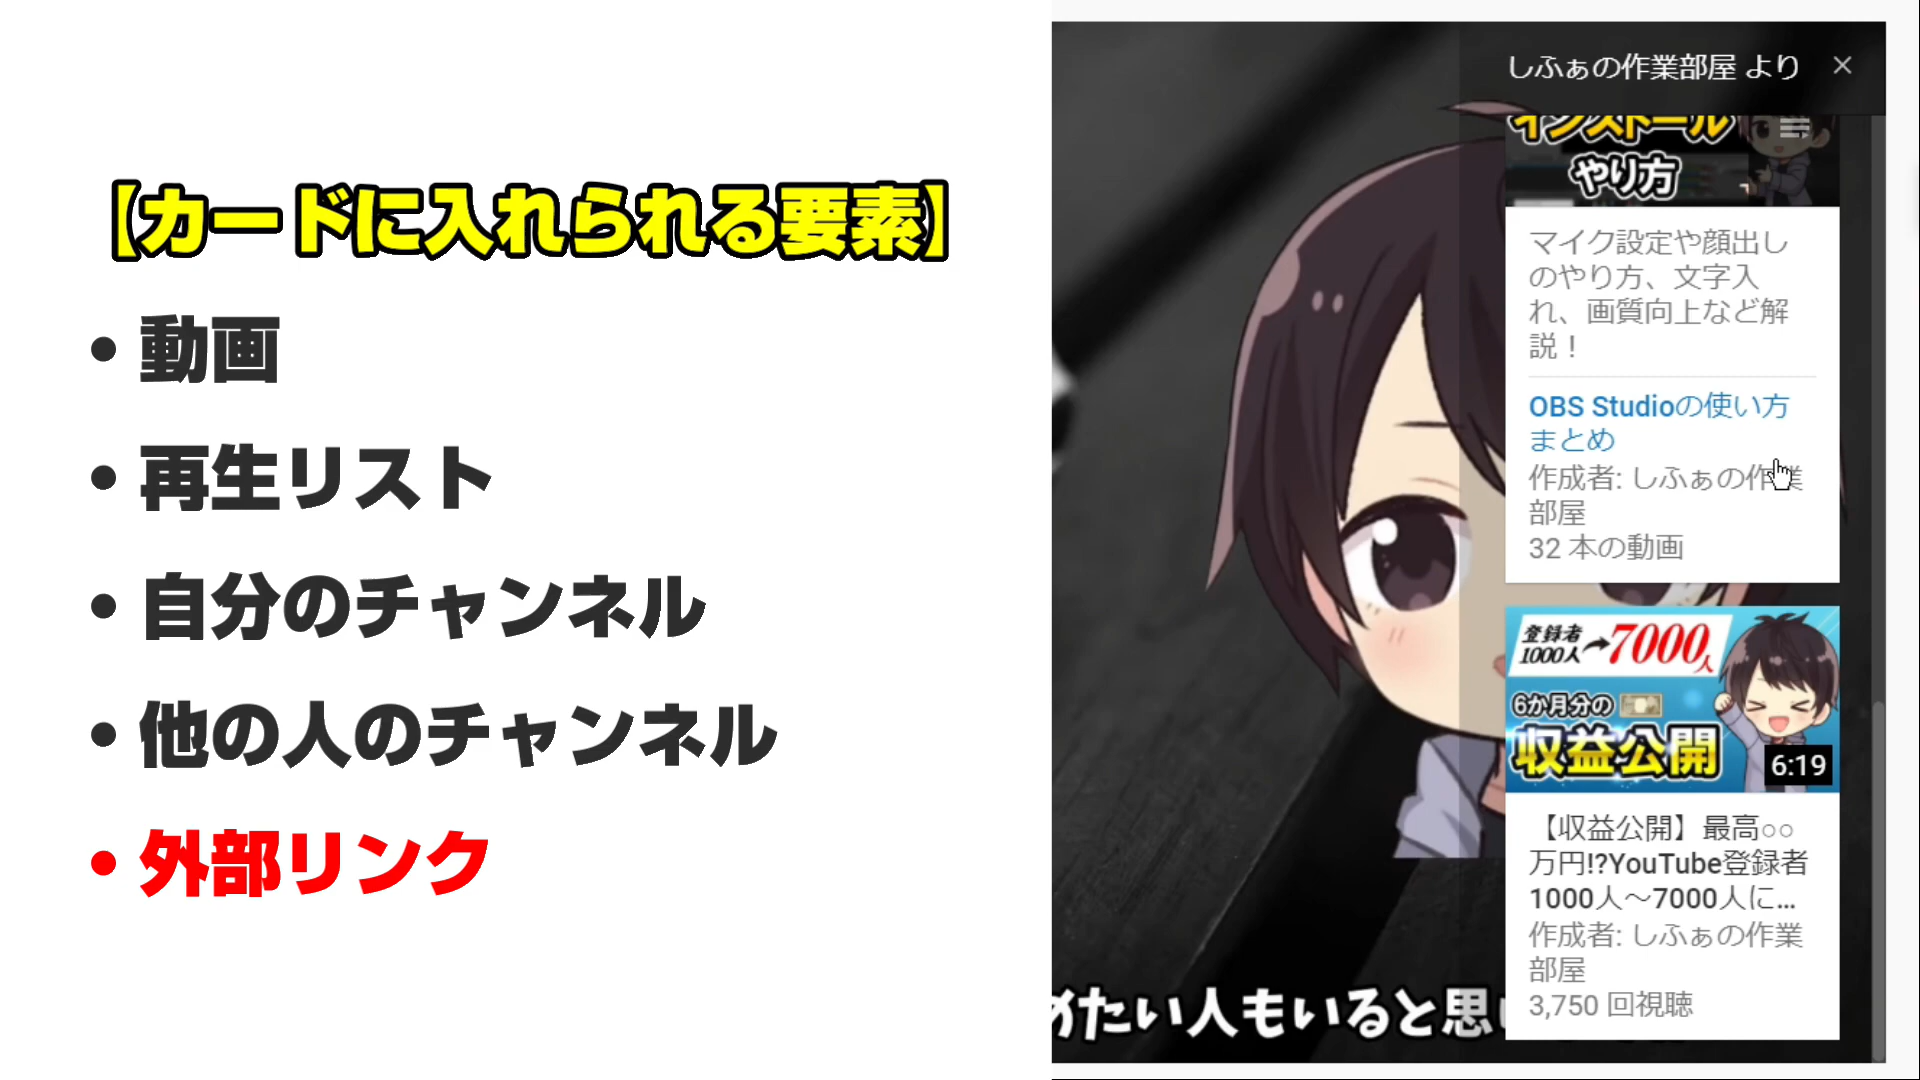 【カードに入れられる要素】
• 動画
• 再生リスト
• 自分のチャンネル
• 他の人のチャンネル
• 外部リンク
しふぁの作業部屋 より ×
インストール
やり方
マイク設定や顔出し
のやり方、文字入
れ、画質向上など解
説！
OBS Studioの使い方
まとめ
作成者: しふぁの作業
部屋
32 本の動画
登録者
1000人→7000人
6か月分の
収益公開
6:19
【収益公開】最高○○
万円!?YouTube登録者
1000人～7000人に...
作成者: しふぁの作業
部屋
3,750 回視聴
めたい人もいると思